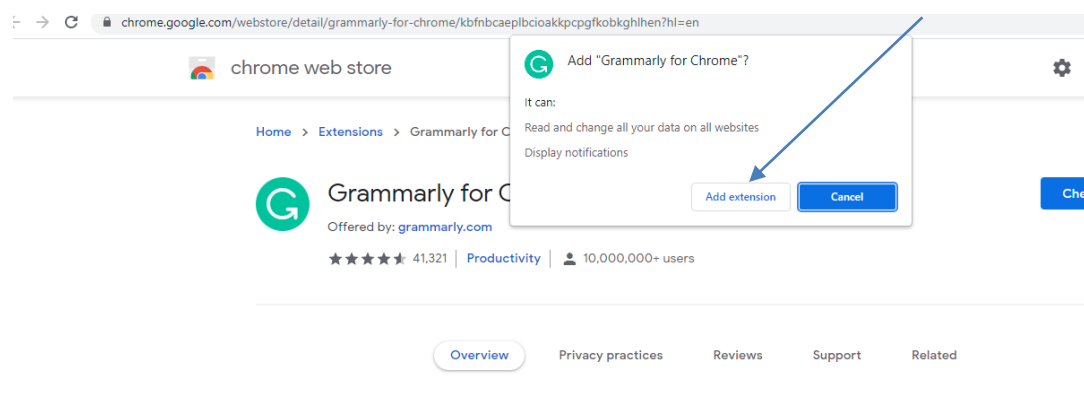 chrome.google.com/webstore/detail/grammarly-for-chrome/kbfnbcaeplbcioakkpcpgfkobkghlhen?hl=en
chrome web store
Add "Grammarly for Chrome"?
It can:
Read and change all your data on all websites
Display notifications
Add extension Cancel
Home > Extensions > Grammarly for C
Grammarly for C
Che
Offered by: grammarly.com
41,321 Productivity 10,000,000+ users
Overview Privacy practices Reviews Support Related